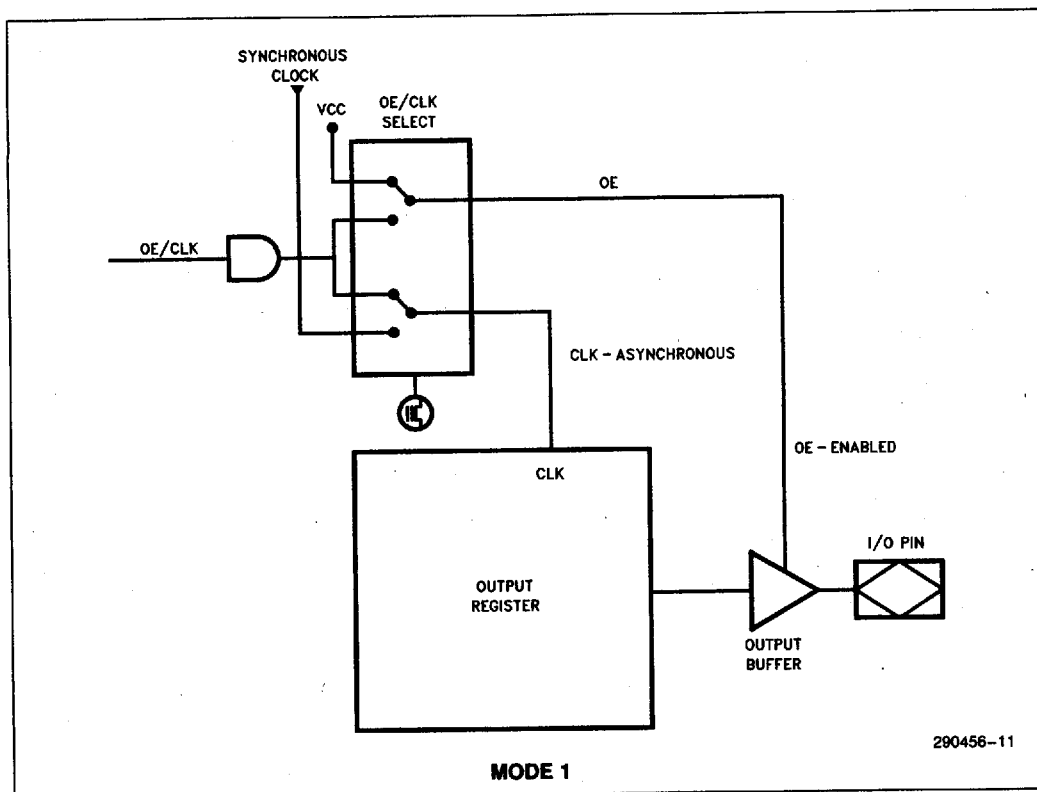 SYNCHRONOUS
CLOCK
VCC
OE/CLK
SELECT
OE
OE/CLK
CLK – ASYNCHRONOUS
OE – ENABLED
CLK
I/O PIN
OUTPUT
REGISTER
OUTPUT
BUFFER
290456–11
MODE 1